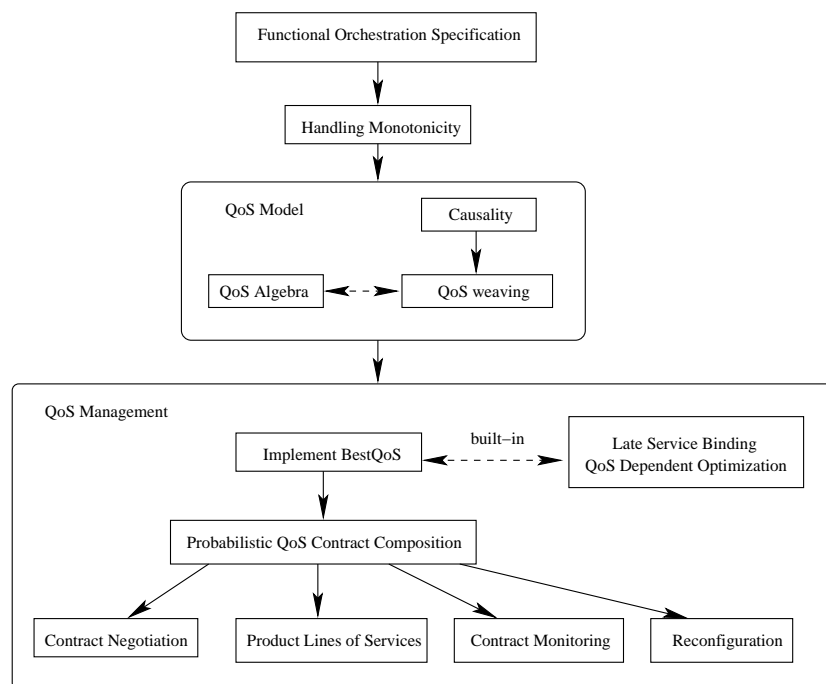 Functional Orchestration Specification
Handling Monotonicity
QoS Model
Causality
QoS Algebra
QoS weaving
QoS Management
built−in
Implement BestQoS
Late Service Binding
QoS Dependent Optimization
Probabilistic QoS Contract Composition
Contract Negotiation
Product Lines of Services
Contract Monitoring
Reconfiguration